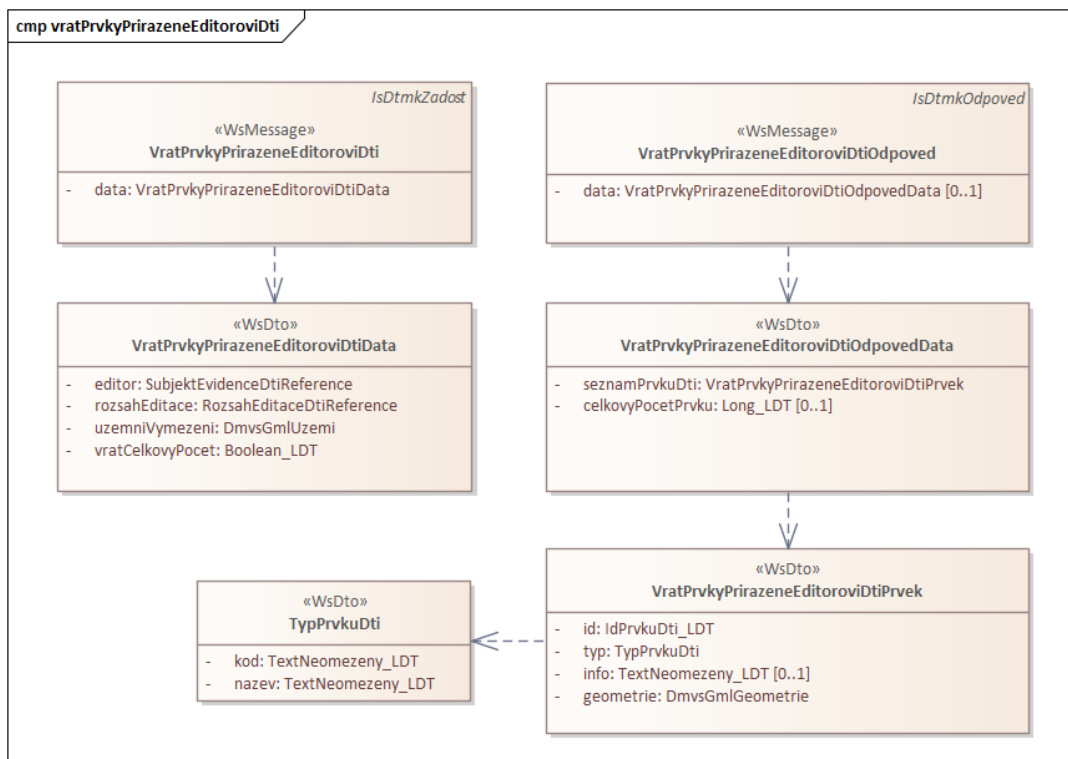 cmp vratPrvkyPrirazeneEditoroviDti
IsDtmkZadost
«WsMessage»
VratPrvkyPrirazeneEditoroviDti
- data: VratPrvkyPrirazeneEditoroviDtiData
IsDtmkOdpoved
«WsMessage»
VratPrvkyPrirazeneEditoroviDtiOdpoved
- data: VratPrvkyPrirazeneEditoroviDtiOdpovedData [0..1]
«WsDto»
VratPrvkyPrirazeneEditoroviDtiData
- editor: SubjektEvidenceDtiReference
- rozsahEditace: RozsahEditaceDtiReference
- uzemniVymezeni: DmvsGmlUzemi
- vratCelkovyPocet: Boolean_LDT
«WsDto»
VratPrvkyPrirazeneEditoroviDtiOdpovedData
- seznamPrvkuDti: VratPrvkyPrirazeneEditoroviDtiPrvek
- celkovyPocetPrvku: Long_LDT [0..1]
«WsDto»
TypPrvkuDti
- kod: TextNeomezeny_LDT
- nazev: TextNeomezeny_LDT
«WsDto»
VratPrvkyPrirazeneEditoroviDtiPrvek
- id: IdPrvkuDti_LDT
- typ: TypPrvkuDti
- info: TextNeomezeny_LDT [0..1]
- geometrie: DmvsGmlGeometrie